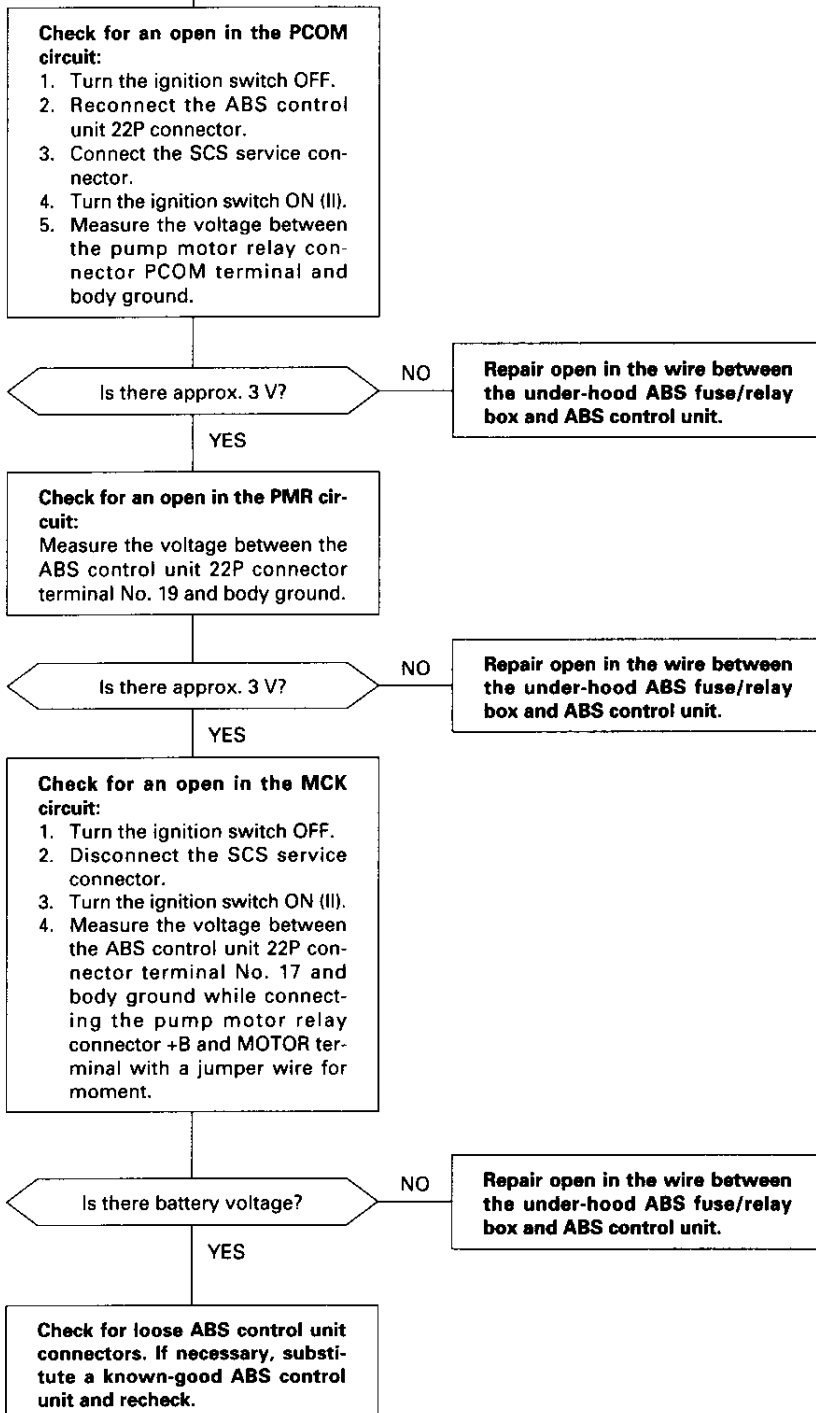 Check for an open in the PCOM
circuit:
1. Turn the ignition switch OFF.
2. Reconnect the ABS control
unit 22P connector.
3. Connect the SCS service con-
nector.
4. Turn the ignition switch ON (II).
5. Measure the voltage between
the pump motor relay con-
nector PCOM terminal and
body ground.
Is there approx. 3 V?
NO
Repair open in the wire between
the under-hood ABS fuse/relay
box and ABS control unit.
YES
Check for an open in the PMR cir-
cuit:
Measure the voltage between the
ABS control unit 22P connector
terminal No. 19 and body ground.
Is there approx. 3 V?
NO
Repair open in the wire between
the under-hood ABS fuse/relay
box and ABS control unit.
YES
Check for an open in the MCK
circuit:
1. Turn the ignition switch OFF.
2. Disconnect the SCS service
connector.
3. Turn the ignition switch ON (II).
4. Measure the voltage between
the ABS control unit 22P con-
nector terminal No. 17 and
body ground while connect-
ing the pump motor relay
connector +B and MOTOR ter-
minal with a jumper wire for
moment.
Is there battery voltage?
NO
Repair open in the wire between
the under-hood ABS fuse/relay
box and ABS control unit.
YES
Check for loose ABS control unit
connectors. If necessary, substi-
tute a known-good ABS control
unit and recheck.